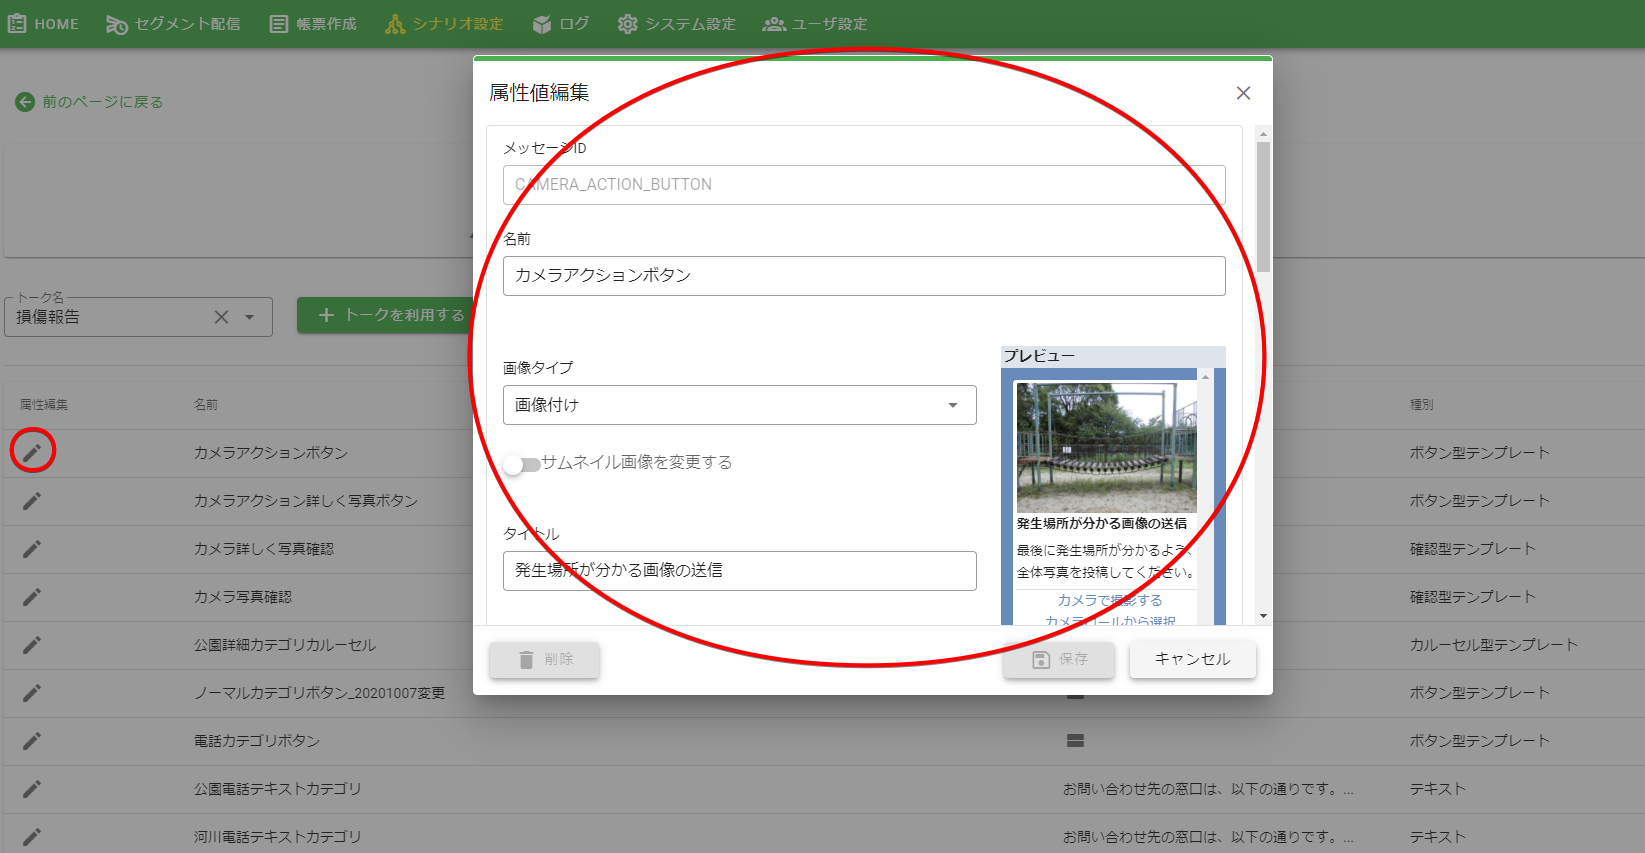 HOME セグメント配信 帳票作成 シナリオ設定 ログ システム設定 ユーザ設定
前のページに戻る
トーク名
損傷報告
トークを利用する
属性編集 名前 種別
カメラアクションボタン ボタン型テンプレート
カメラアクション詳しく写真ボタン ボタン型テンプレート
カメラ詳しく写真確認 確認型テンプレート
カメラ写真確認 確認型テンプレート
公園詳細カテゴリカルーセル カルーセル型テンプレート
ノーマルカテゴリボタン_20201007変更 ボタン型テンプレート
電話カテゴリボタン ボタン型テンプレート
公園電話テキストカテゴリ お問い合わせ先の窓口は、以下の通りです。... テキスト
河川電話テキストカテゴリ お問い合わせ先の窓口は、以下の通りです。... テキスト
属性値編集
メッセージID
CAMERA_ACTION_BUTTON
名前
カメラアクションボタン
画像タイプ
画像付け
サムネイル画像を変更する
タイトル
発生場所が分かる画像の送信
プレビュー
発生場所が分かる画像の送信
最後に発生場所が分かるよう、
全体写真を投稿してください。
カメラで撮影する
カメラロールから選択
削除 保存 キャンセル